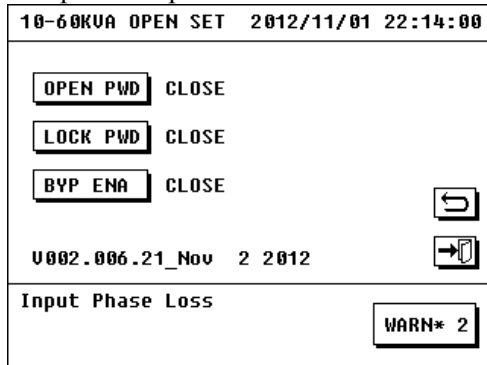 10-60KVA OPEN SET 2012/11/01 22:14:00
OPEN PWD CLOSE
LOCK PWD CLOSE
BYP ENA CLOSE
V002.006.21_Nov 2 2012
Input Phase Loss
WARN* 2